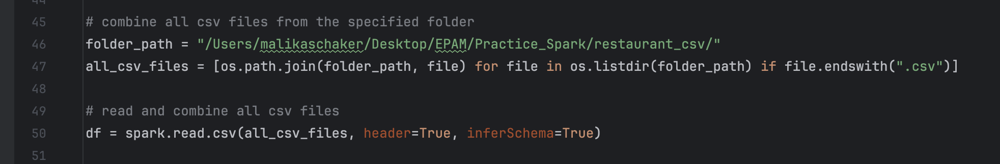 45 # combine all csv files from the specified folder
46 folder_path = "/Users/malikaschaker/Desktop/EPAM/Practice_Spark/restaurant_csv/"
47 all_csv_files = [os.path.join(folder_path, file) for file in os.listdir(folder_path) if file.endswith(".csv")]
48
49 # read and combine all csv files
50 df = spark.read.csv(all_csv_files, header=True, inferSchema=True)
51